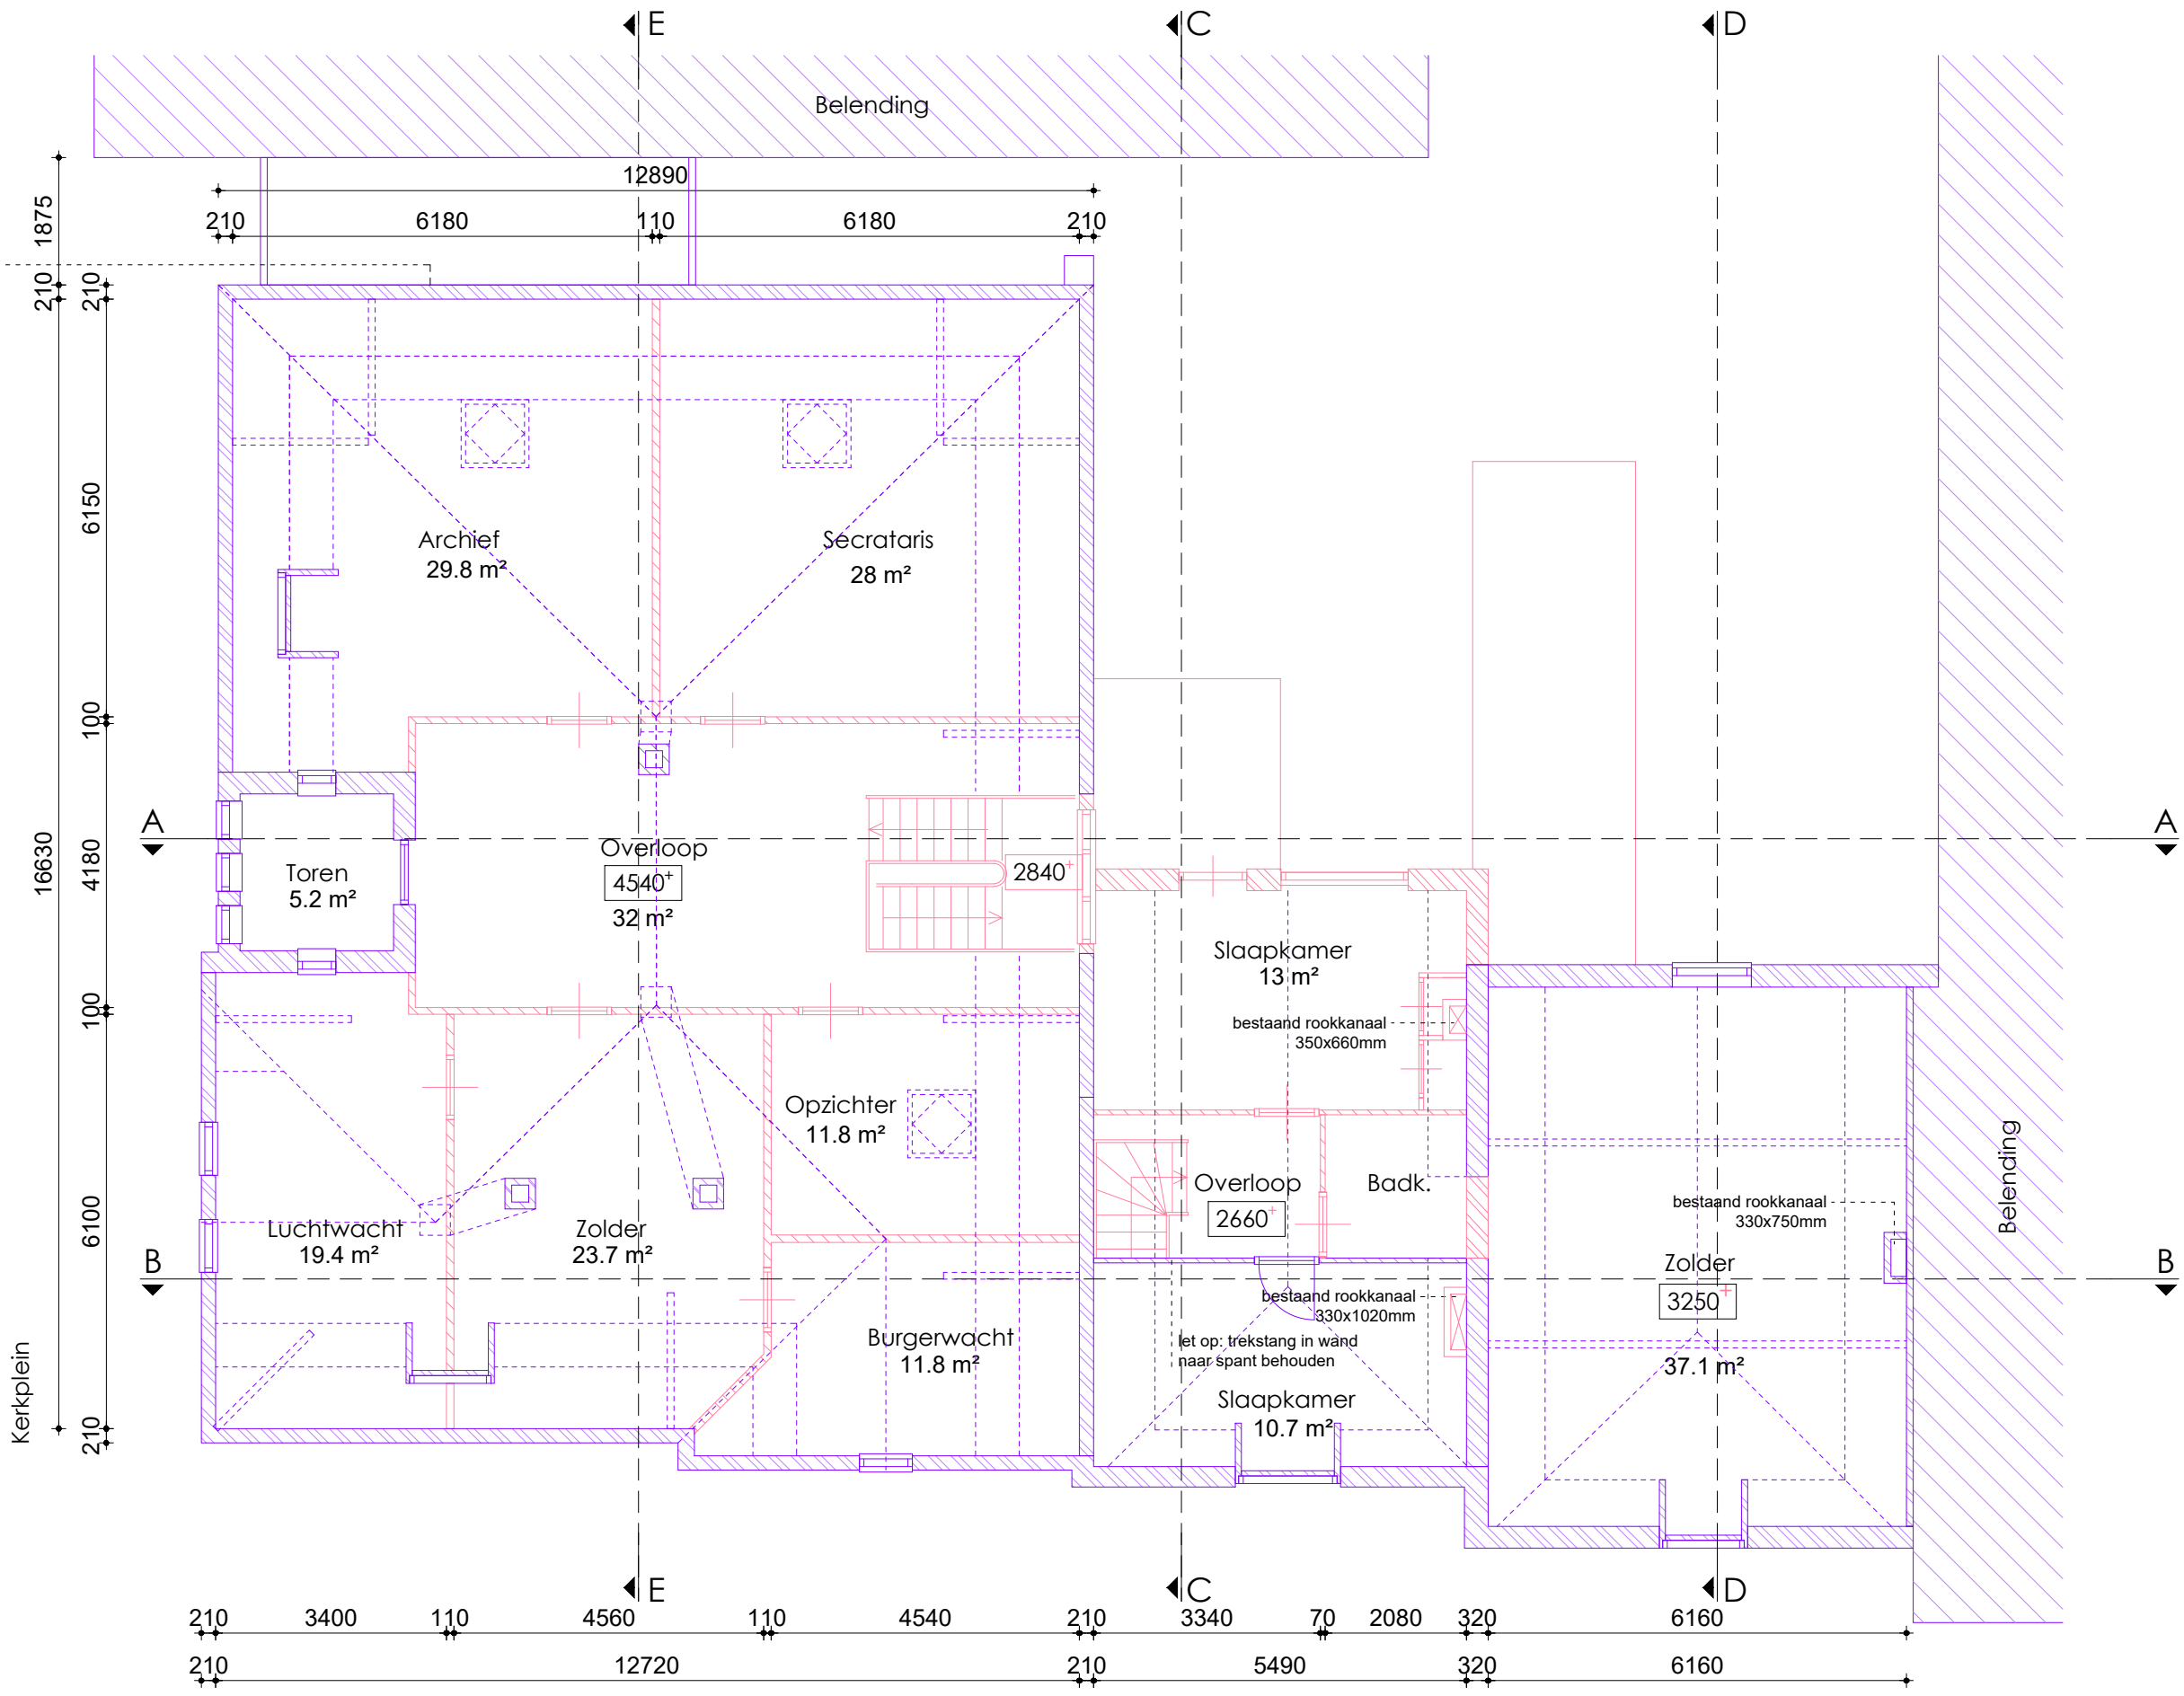 E
C
D
Belending
12890
210
6180
110
6180
210
1875
210
210
6150
100
4180
16630
100
6100
210
Archief
29.8 m²
Secrataris
28 m²
A
A
Toren
5.2 m²
Overloop
4540+
32 m²
2840+
Slaapkamer
13 m²
bestaand rookkanaal
350x660mm
Opzichter
11.8 m²
Overloop
2660+
Badk.
Belending
bestaand rookkanaal
330x750mm
Luchtwacht
19.4 m²
Zolder
23.7 m²
B
B
Zolder
3250+
37.1 m²
bestaand rookkanaal
330x1020mm
let op: trekstang in wand
naar spant behouden
Burgerwacht
11.8 m²
Slaapkamer
10.7 m²
Kerkplein
E
C
D
210
3400
110
4560
110
4540
210
3340
70
2080
320
6160
210
12720
210
5490
320
6160